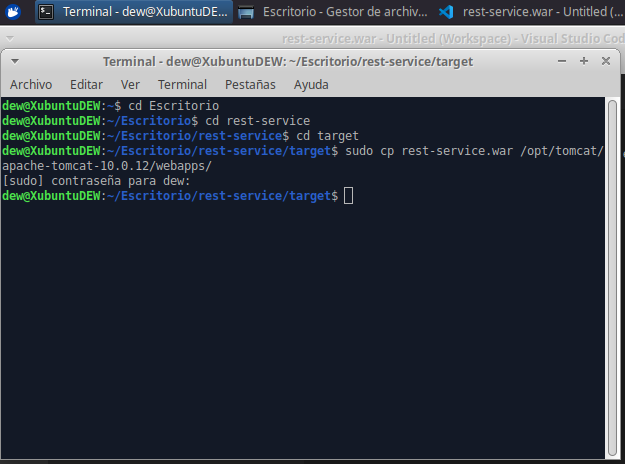 Terminal - dew@XubuntuDE...
Escritorio - Gestor de archiv...
rest-service.war - Untitled (...
rest-service.war - Untitled (Workspace) - Visual Studio Cod
Terminal - dew@XubuntuDEW: ~/Escritorio/rest-service/target
Archivo Editar Ver Terminal Pestañas Ayuda
dew@XubuntuDEW:~$ cd Escritorio
dew@XubuntuDEW:~/Escritorio$ cd rest-service
dew@XubuntuDEW:~/Escritorio/rest-service$ cd target
dew@XubuntuDEW:~/Escritorio/rest-service/target$ sudo cp rest-service.war /opt/tomcat/
apache-tomcat-10.0.12/webapps/
[sudo] contraseña para dew:
dew@XubuntuDEW:~/Escritorio/rest-service/target$